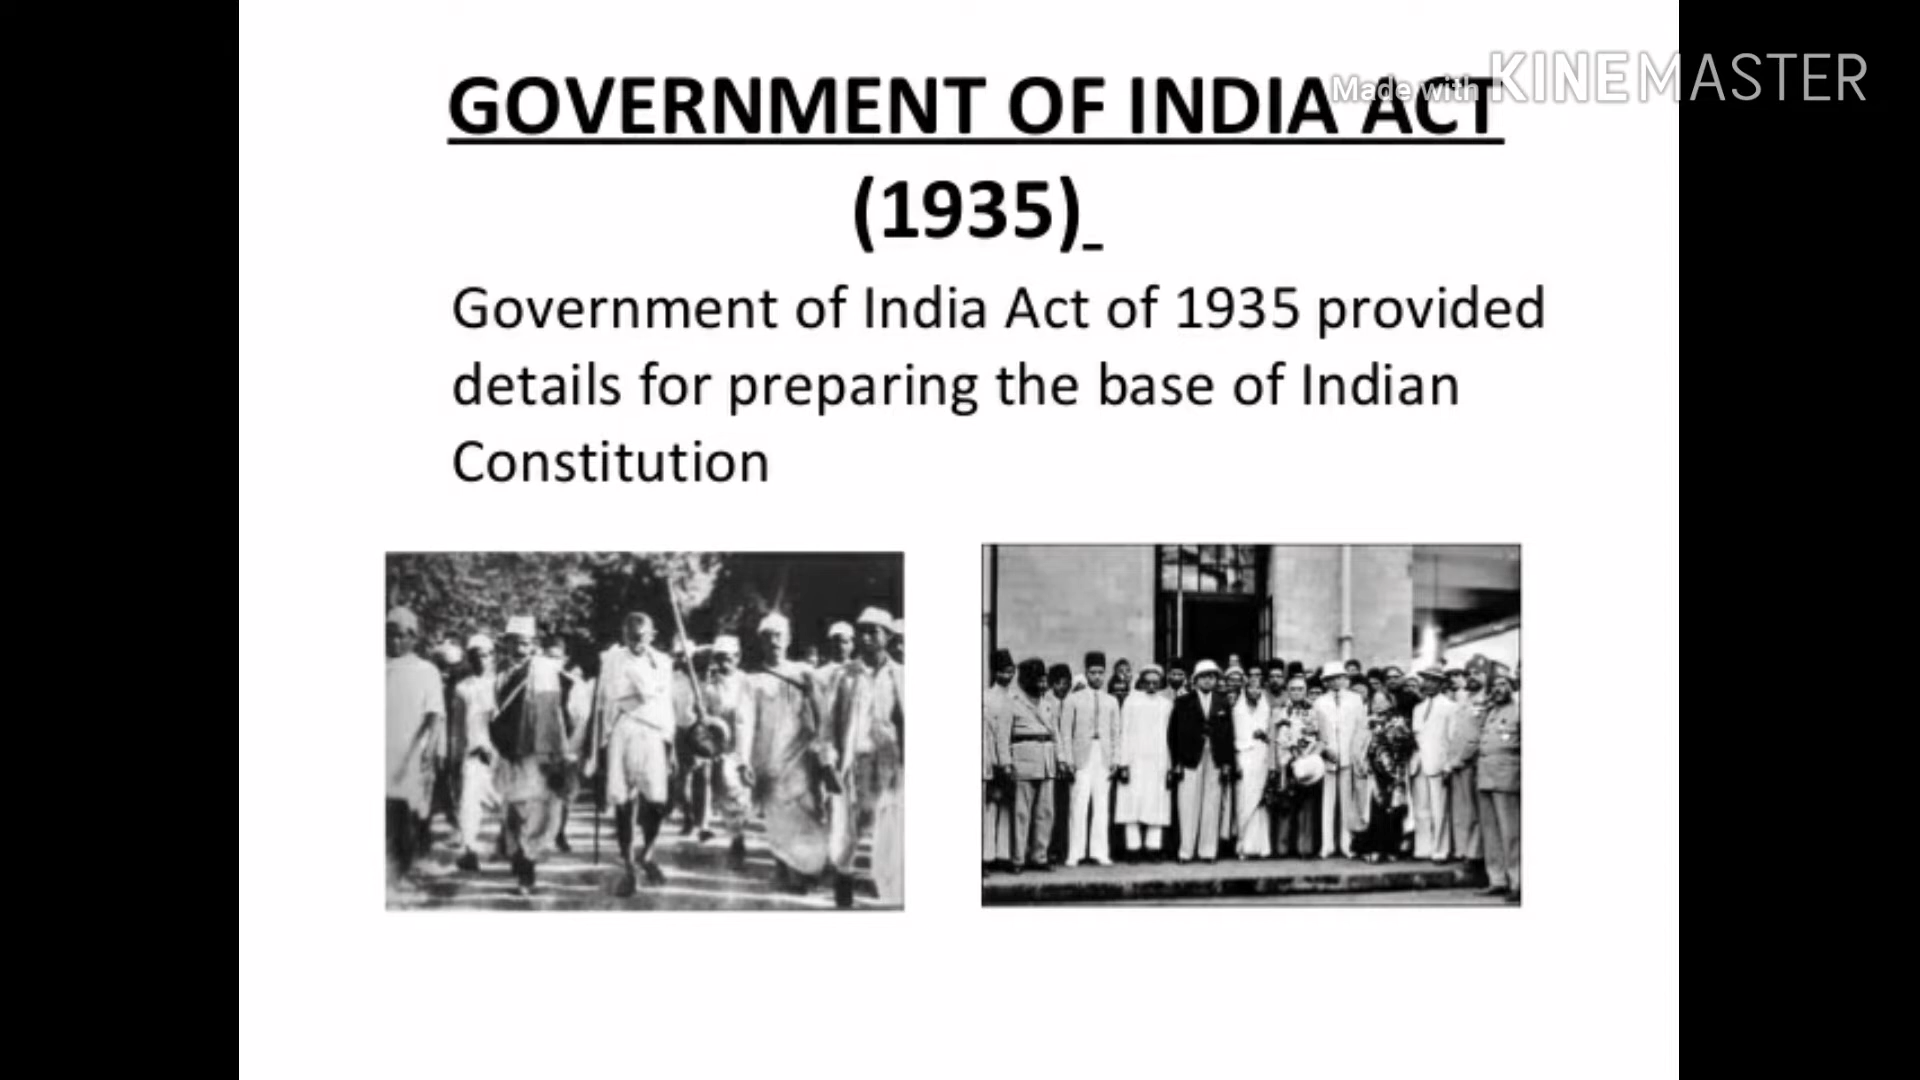 Made with KINEMASTER
GOVERNMENT OF INDIA ACT
(1935)
Government of India Act of 1935 provided
details for preparing the base of Indian
Constitution